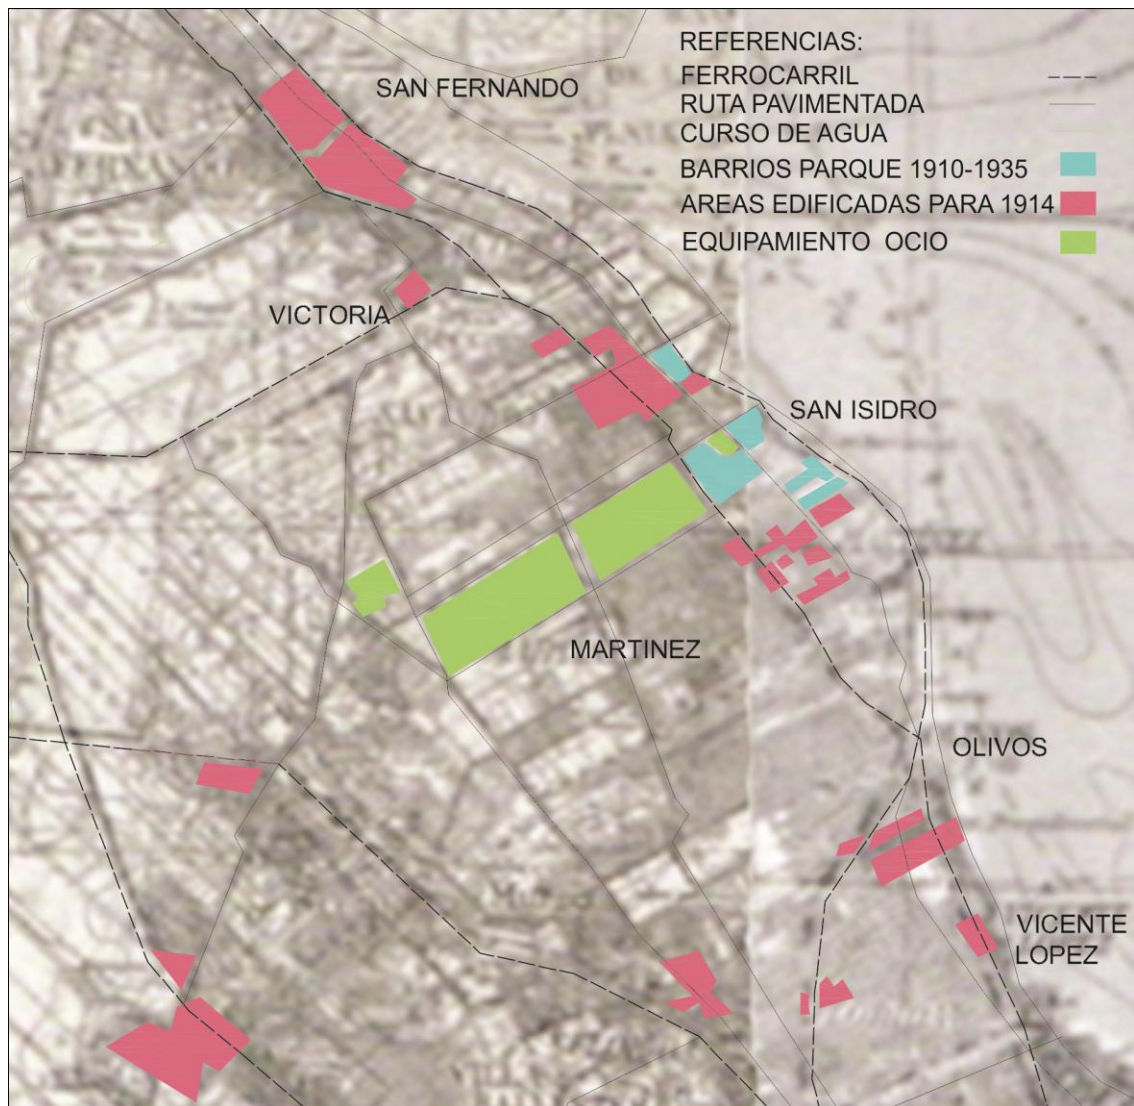 REFERENCIAS:
FERROCARRIL
RUTA PAVIMENTADA
CURSO DE AGUA
BARRIOS PARQUE 1910-1935
AREAS EDIFICADAS PARA 1914
EQUIPAMIENTO OCIO
SAN FERNANDO
VICTORIA
SAN ISIDRO
MARTINEZ
OLIVOS
VICENTE
LOPEZ